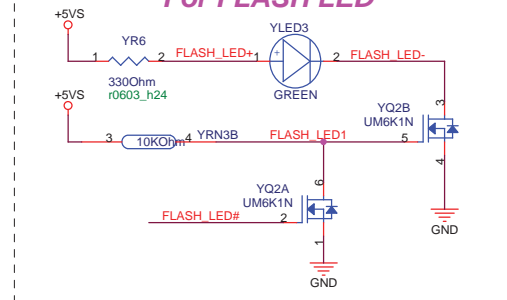 For FLASH LED
+5VS
YR6
YLED3
1
2
FLASH_LED+
1
+
2
FLASH_LED-
330Ohm
r0603_h24
GREEN
+5VS
3
YQ2B
UM6K1N
3
10KOhm
4
YRN3B
FLASH_LED1
5
4
YQ2A
UM6K1N
6
FLASH_LED#
2
1
GND
GND